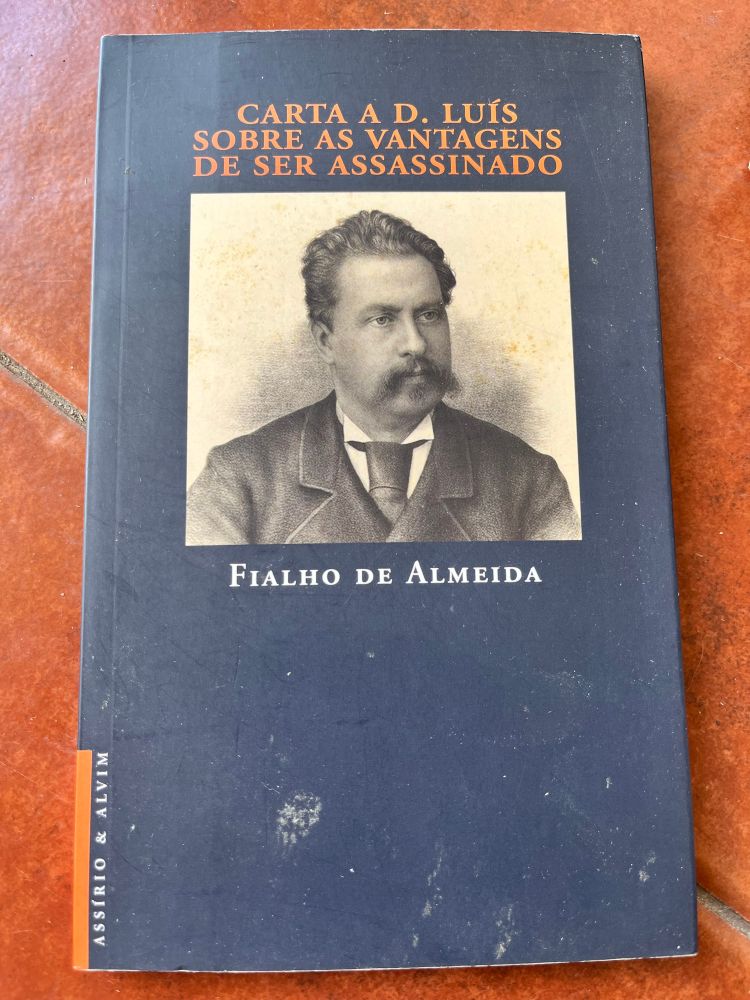 CARTA A D. LUÍS
SOBRE AS VANTAGENS
DE SER ASSASSINADO
FIALHO DE ALMEIDA
ASSÍRIO & ALVIM